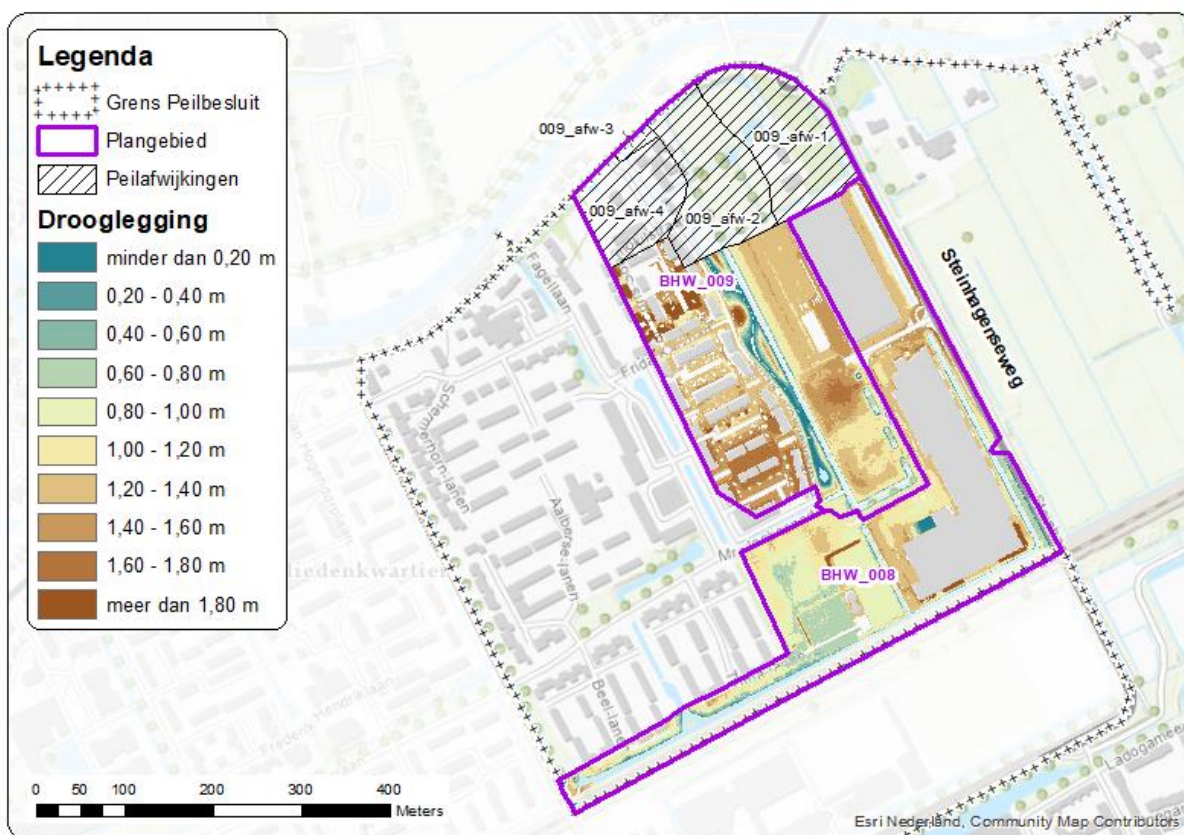 Legenda
Grens Peilbesluit
Plangebied
Peilafwijkingen
Drooglegging
minder dan 0,20 m
0,20 - 0,40 m
0,40 - 0,60 m
0,60 - 0,80 m
0,80 - 1,00 m
1,00 - 1,20 m
1,20 - 1,40 m
1,40 - 1,60 m
1,60 - 1,80 m
meer dan 1,80 m
009_afw-3
009_afw-1
009_afw-4
009_afw-2
BHW_009
Steinhagenseweg
Fagellaan
Schermerhorn-lanen
Aalberse-lanen
BHW_008
Beel-lanen
0 25 50 100 200 300 400
Meters
Esri Nederland, Community Map Contributors